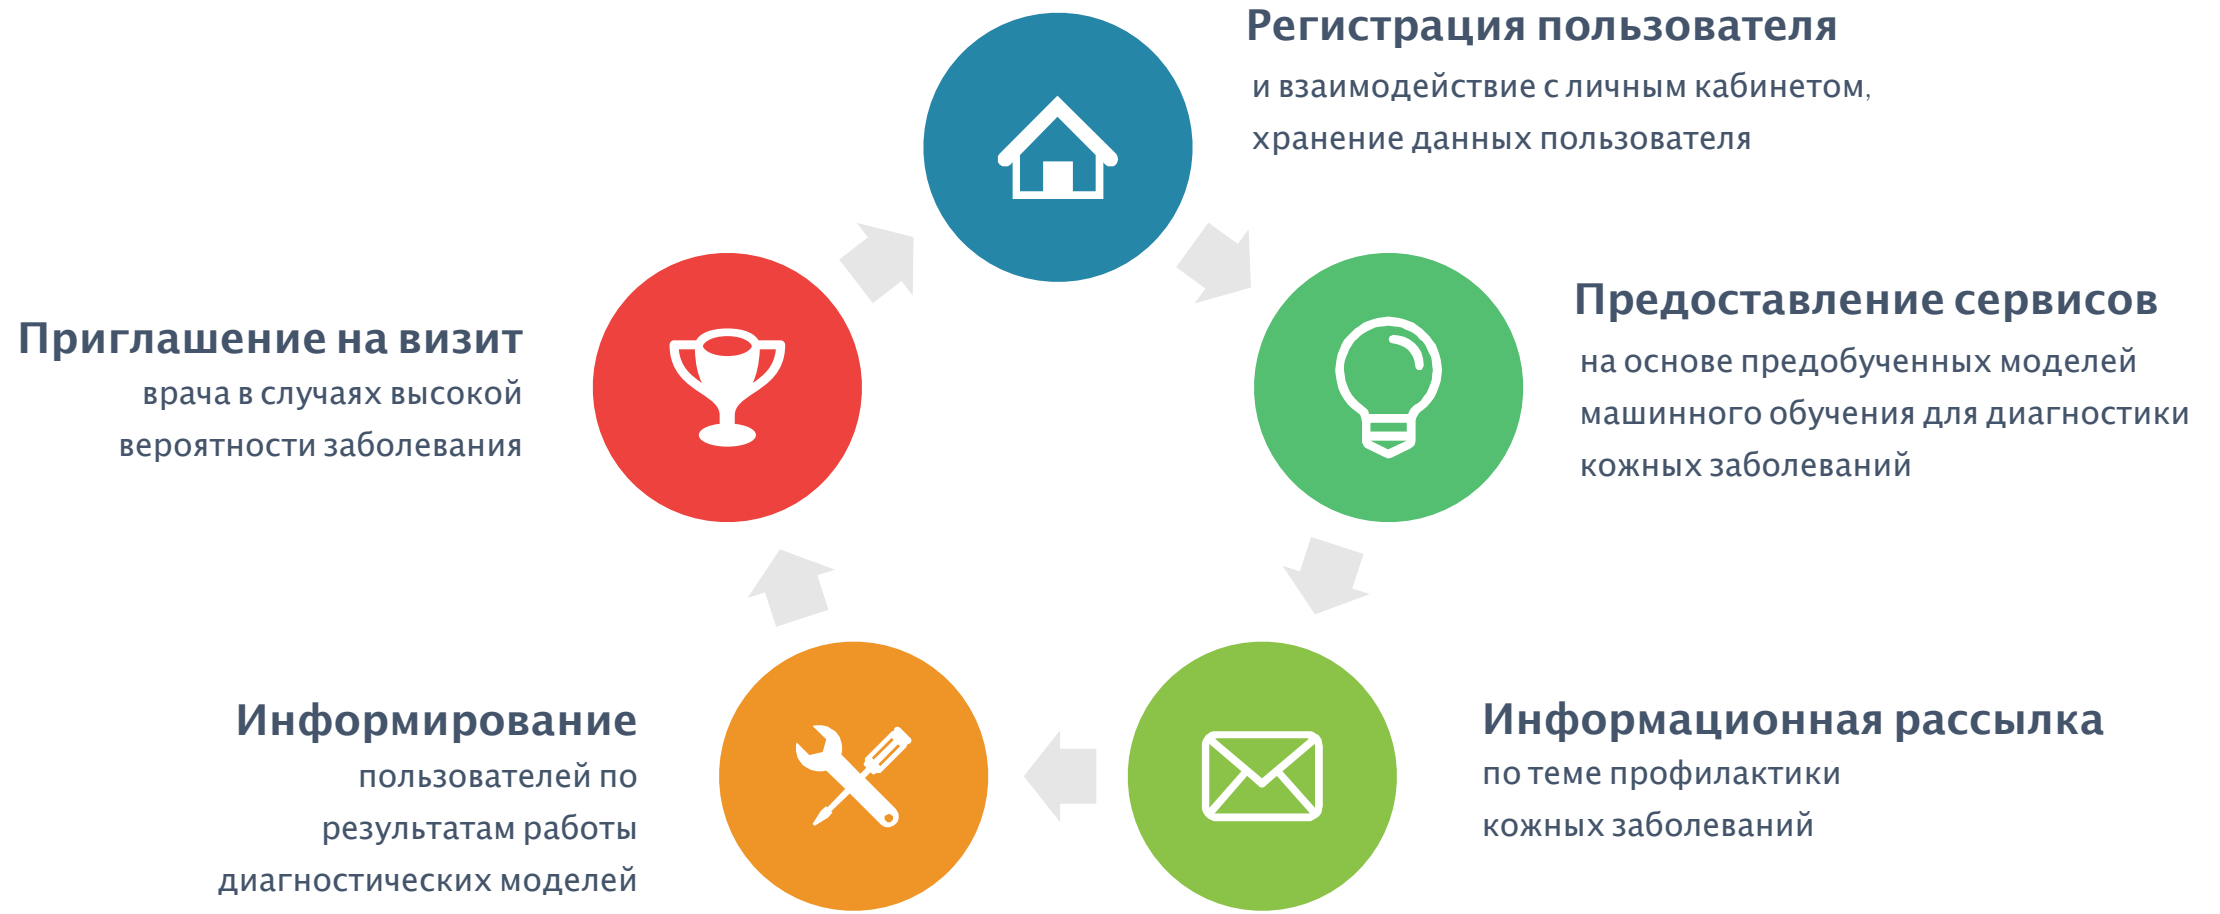 Регистрация пользователя
и взаимодействие с личным кабинетом,
хранение данных пользователя
Предоставление сервисов
на основе предобученных моделей
машинного обучения для диагностики
кожных заболеваний
Информационная рассылка
по теме профилактики
кожных заболеваний
Информирование
пользователей по
результатам работы
диагностических моделей
Приглашение на визит
врача в случаях высокой
вероятности заболевания